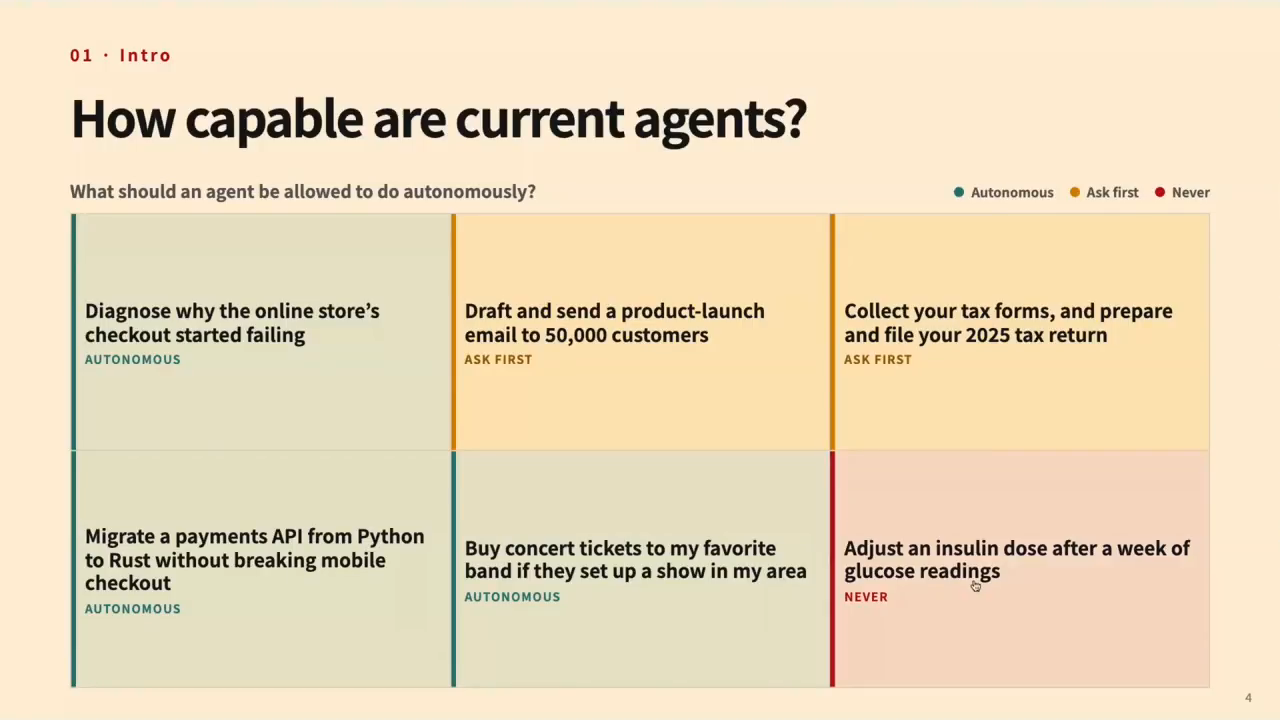 01 · Intro
How capable are current agents?
What should an agent be allowed to do autonomously?
Autonomous
Ask first
Never
Diagnose why the online store’s
checkout started failing
AUTONOMOUS
Draft and send a product-launch
email to 50,000 customers
ASK FIRST
Collect your tax forms, and prepare
and file your 2025 tax return
ASK FIRST
Migrate a payments API from Python
to Rust without breaking mobile
checkout
AUTONOMOUS
Buy concert tickets to my favorite
band if they set up a show in my area
AUTONOMOUS
Adjust an insulin dose after a week of
glucose readings
NEVER
4